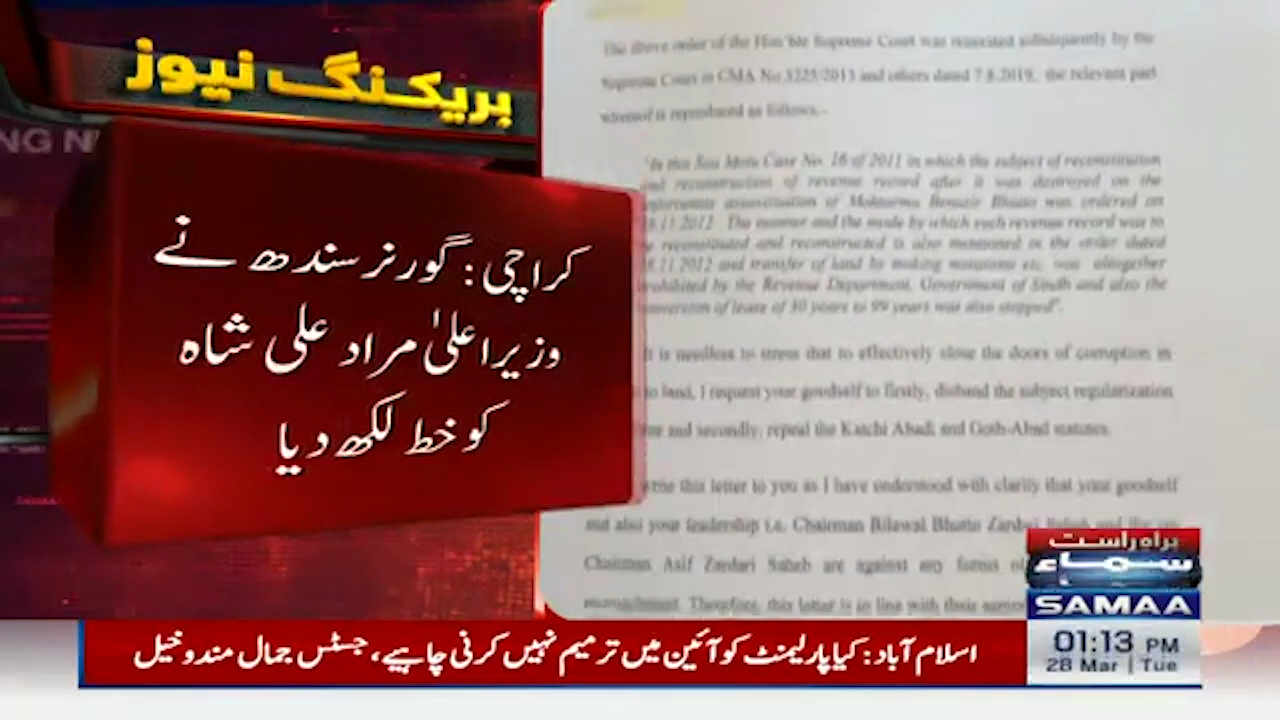 بریکنگ نیوز
NG N
کراچی: گورنر سندھ نے
وزیراعلیٰ مراد علی شاہ
کو خط لکھ دیا
The above order of the Hon'ble Supreme Court was reiterated subsequently by the
Supreme Court in CMA No.5225/2013 and others dated 7.8.2019, the relevant part
whereof is reproduced as follows:-
"In this Suo Motu Case No. 16 of 2011 in which the subject of reconstitution
and reconstruction of revenue record after it was destroyed on the
unfortunate assassination of Mohtarma Benazir Bhutto was ordered on
28.11.2012 The manner and the mode by which such revenue record was to
reconstituted and reconstructed is also mentioned in the order dated
28.11.2012 and transfer of land by making mutations etc. was altogether
prohibited by the Revenue Department, Government of Sindh and also the
conversion of lease of 30 years to 99 years was also stopped".
It is needless to stress that to effectively close the doors of corruption in
to land, I request your goodself to firstly, disband the subject regularization
and secondly, repeal the Katchi Abadi and Goth-Abad statutes.
write this letter to you as I have understood with clarity that your goodself
and also your leadership i.e. Chairman Bilawal Bhutto Zardari
Chairman Asif Zardari Saheb are against any forms
Therefore, this letter is in line with their
براہ راست
سماء
SAMAA
01:13 PM
28 Mar | Tue
اسلام آباد: کیا پارلیمنٹ کو آئین میں ترمیم نہیں کرنی چاہیے، جسٹس جمال مندوخیل